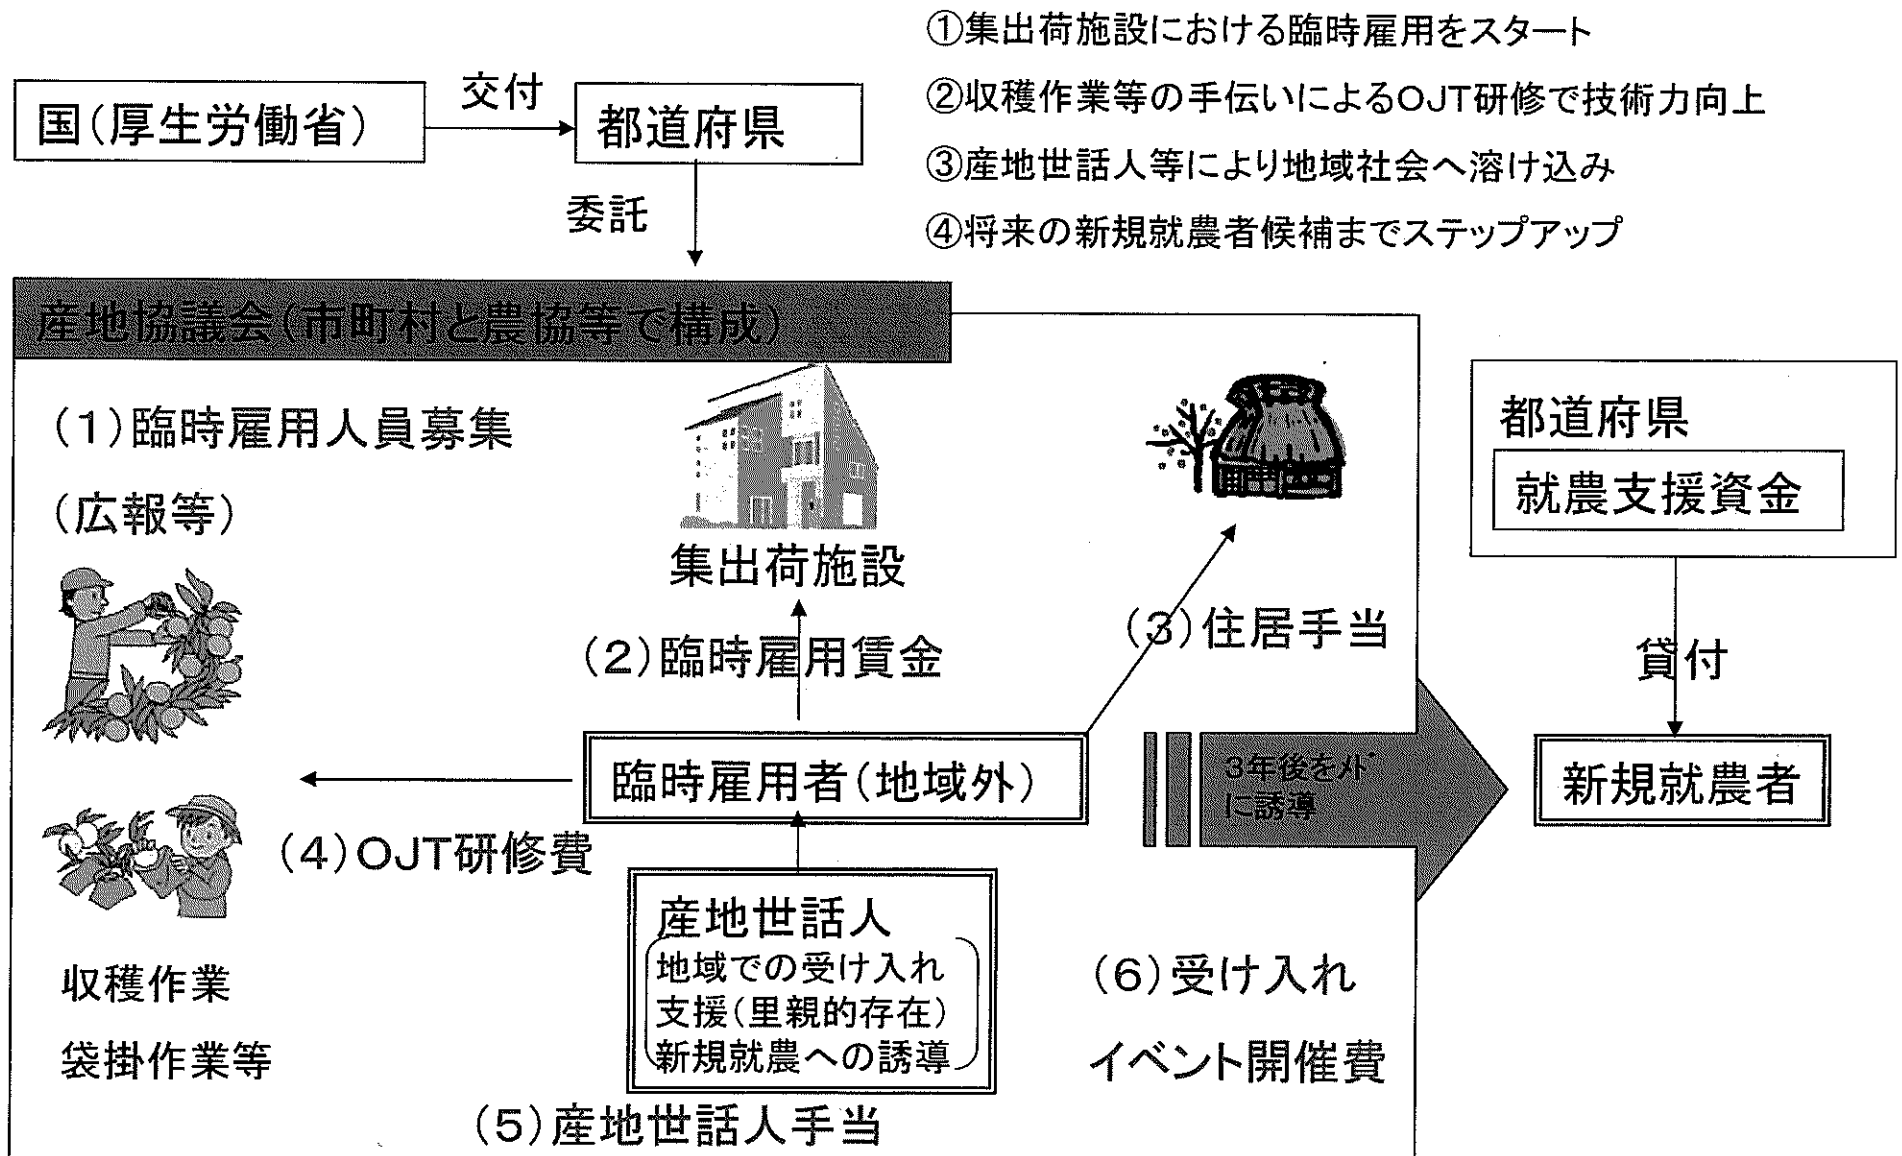 ①集出荷施設における臨時雇用をスタート
②収穫作業等の手伝いによるOJT研修で技術力向上
③産地世話人等により地域社会へ溶け込み
④将来の新規就農者候補までステップアップ
国(厚生労働省)
交付
都道府県
委託
産地協議会(市町村と農協等で構成)
(1)臨時雇用人員募集
(広報等)
集出荷施設
(2)臨時雇用賃金
(3)住居手当
臨時雇用者(地域外)
(4)OJT研修費
収穫作業
袋掛作業等
産地世話人
地域での受け入れ
支援(里親的存在)
新規就農への誘導
(5)産地世話人手当
(6)受け入れ
イベント開催費
3年後をメド
に誘導
都道府県
就農支援資金
貸付
新規就農者